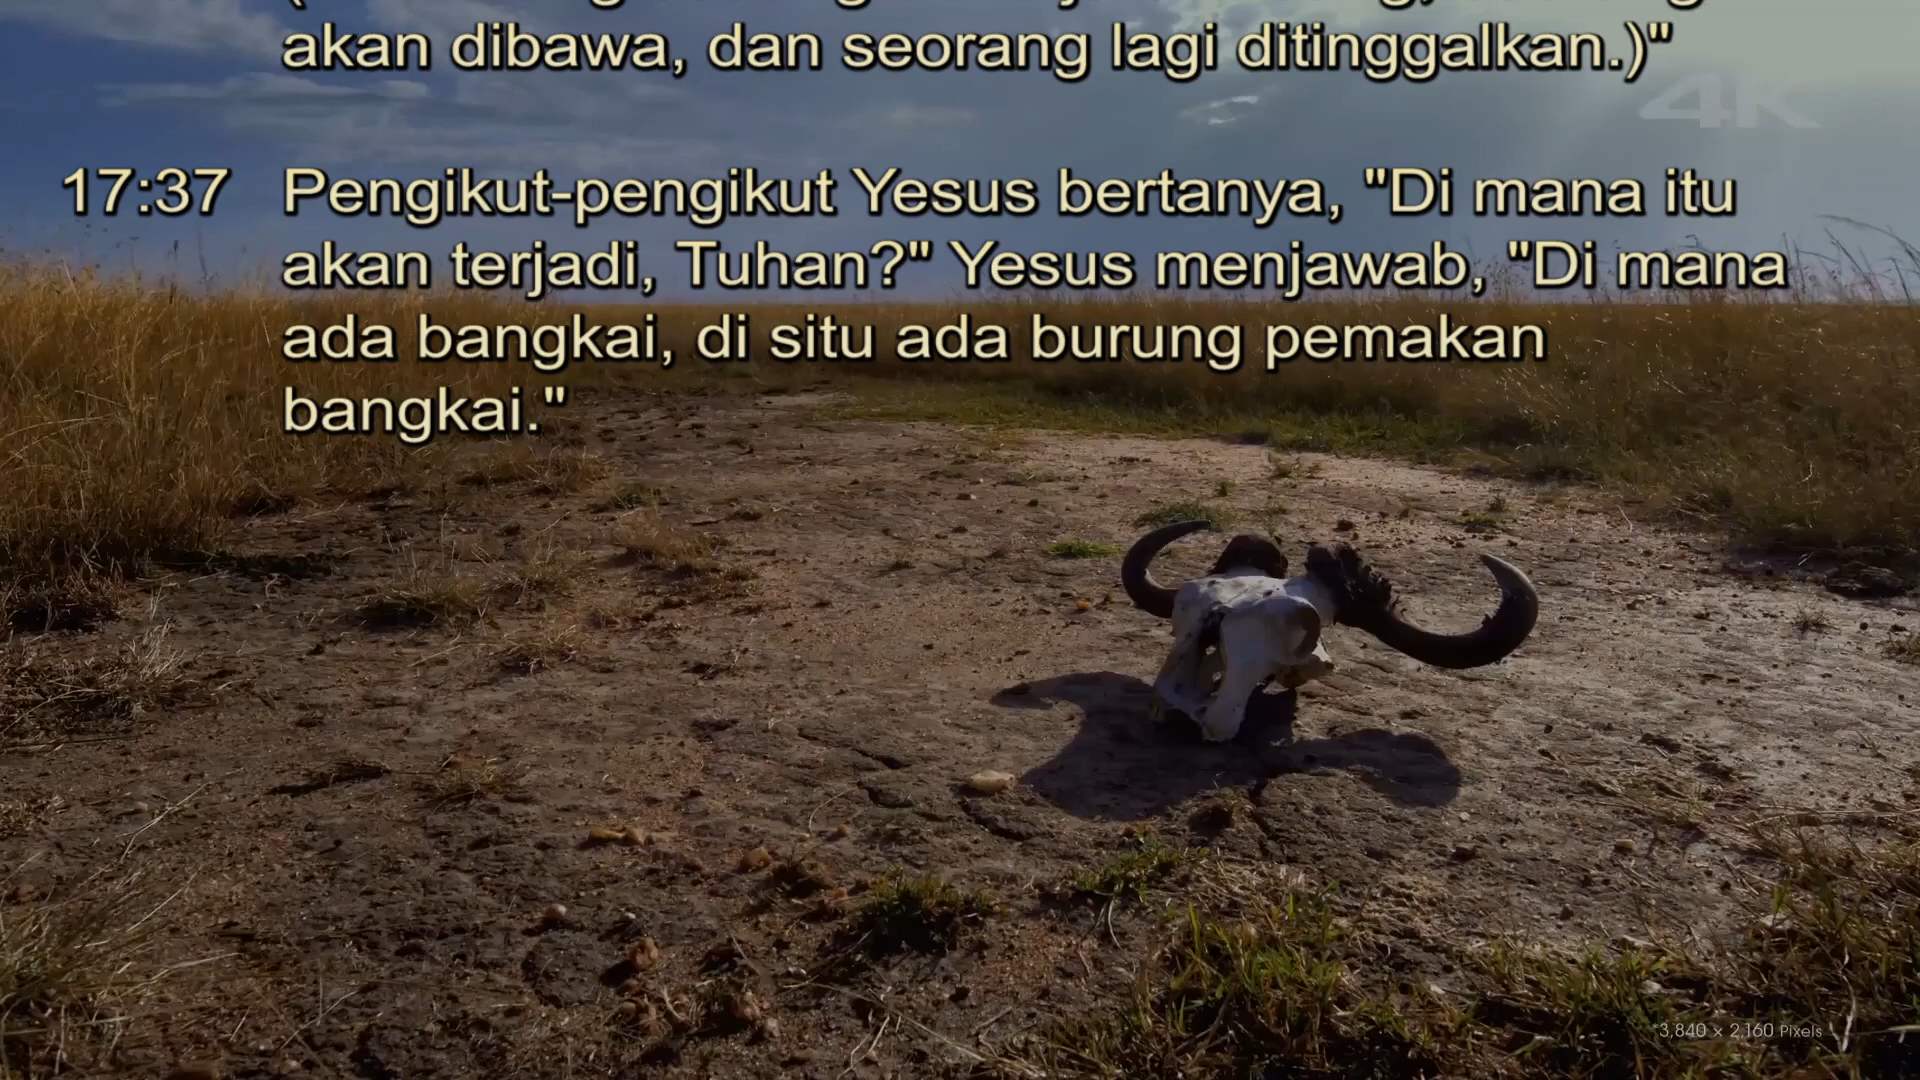 akan dibawa, dan seorang lagi ditinggalkan.)"
4K
17:37 Pengikut-pengikut Yesus bertanya, "Di mana itu
akan terjadi, Tuhan?" Yesus menjawab, "Di mana
ada bangkai, di situ ada burung pemakan
bangkai."
3,840 × 2,160 Pixels